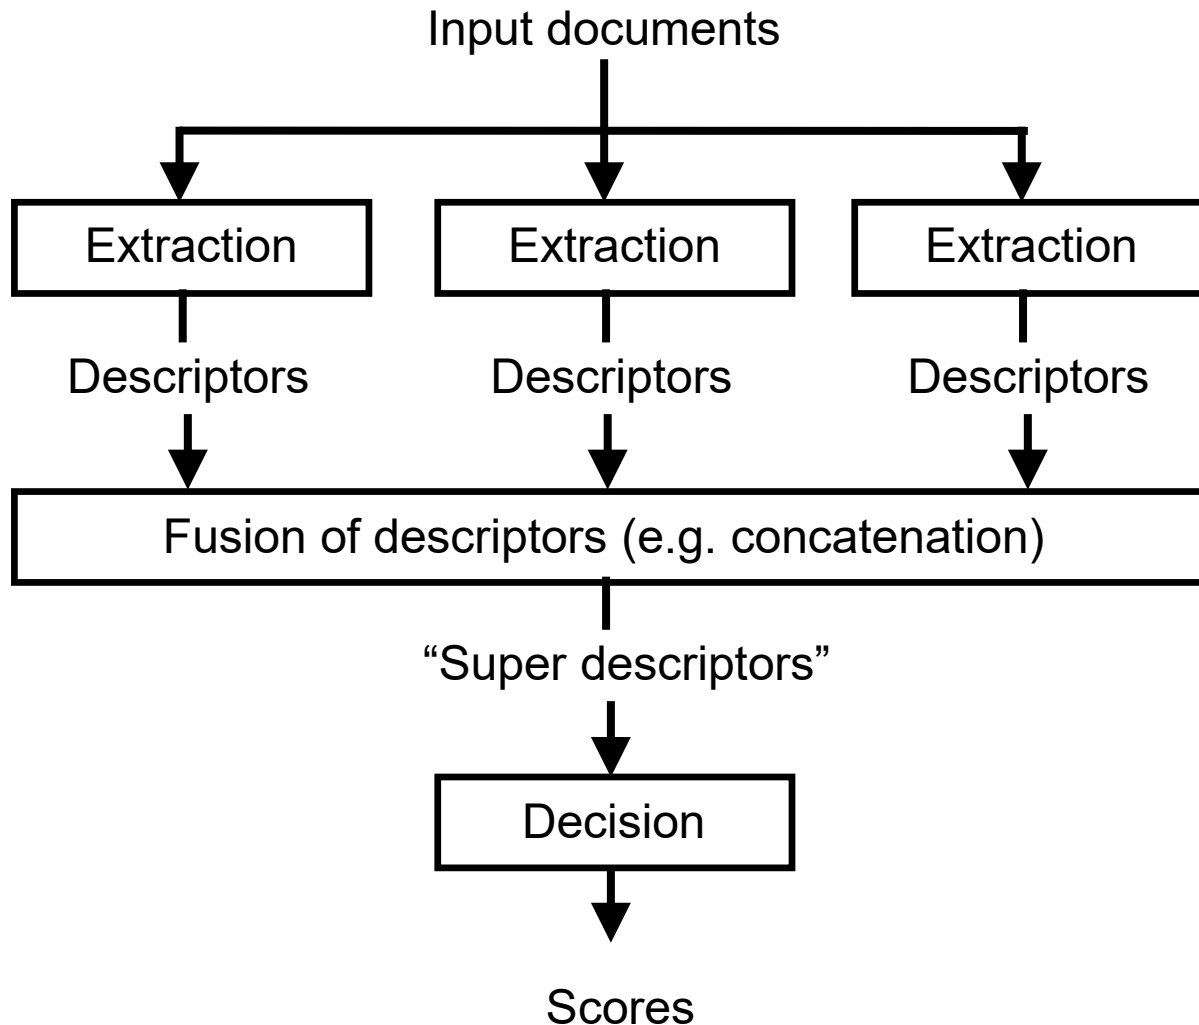 Input documents
Extraction Extraction Extraction
Descriptors Descriptors Descriptors
Fusion of descriptors (e.g. concatenation)
“Super descriptors”
Decision
Scores